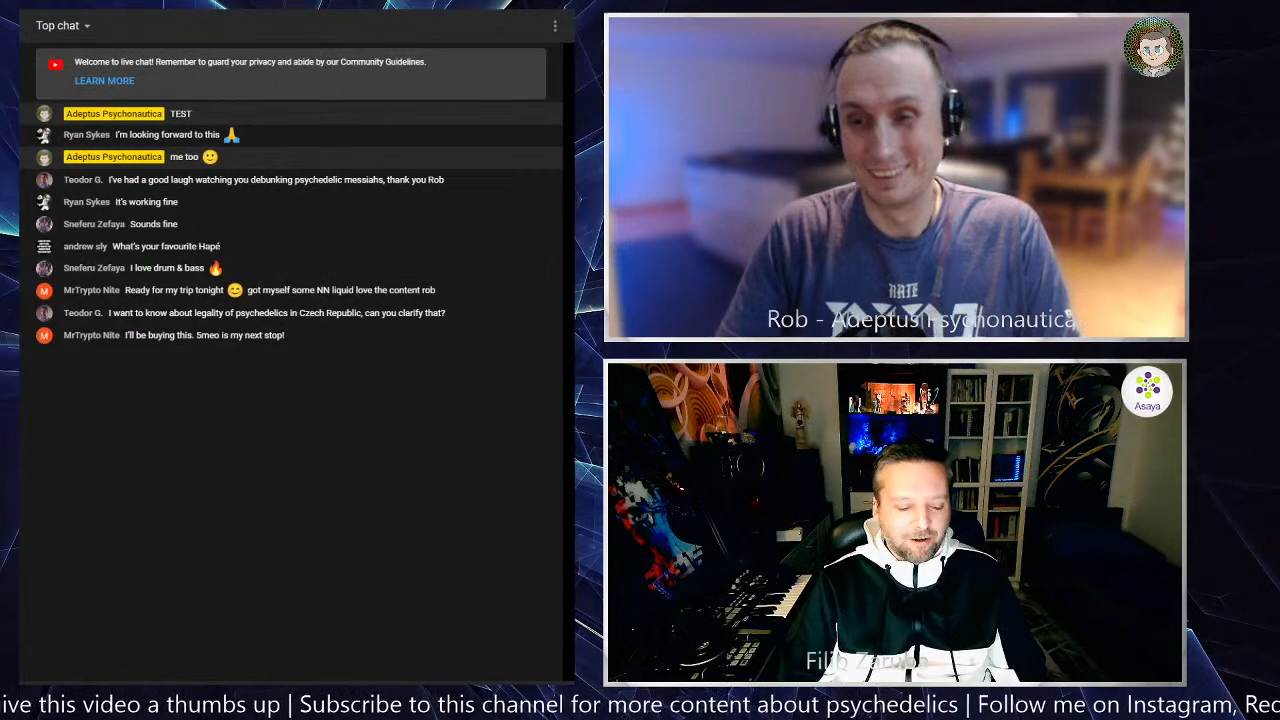 Top chat
Welcome to live chat! Remember to guard your privacy and abide by our Community Guidelines.
LEARN MORE
Adeptus Psychonautica TEST
Ryan Sykes I'm looking forward to this 🙏
Adeptus Psychonautica me too 🙂
Teodor G. I've had a good laugh watching you debunking psychedelic messiahs, thank you Rob
Ryan Sykes It's working fine
Sneferu Zefaya Sounds fine
andrew sly What's your favourite Hapé
Sneferu Zefaya I love drum & bass 🔥
M MrTrypto Nite Ready for my trip tonight 😊 got myself some NN liquid love the content rob
Teodor G. I want to know about legality of psychedelics in Czech Republic, can you clarify that?
M MrTrypto Nite I'll be buying this. 5meo is my next stop!
Rob - Adeptus Psychonautica
Asaya
Filip Zaruba
ive this video a thumbs up | Subscribe to this channel for more content about psychedelics | Follow me on Instagram, Rec